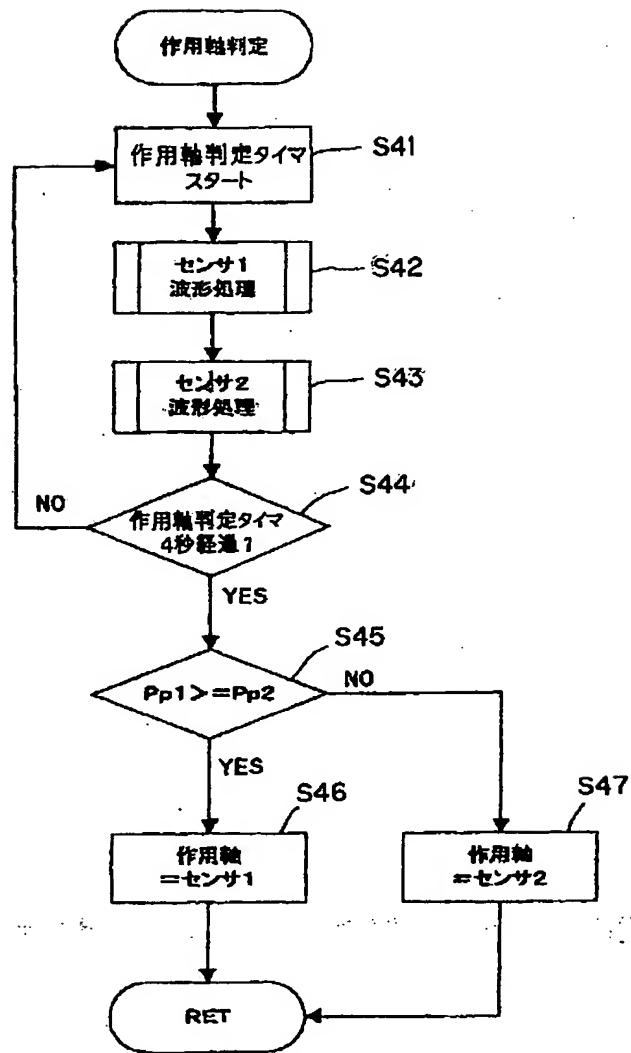 作用軸判定
作用軸判定タイマ
スタート
S41
センサ1
波形処理
S42
センサ2
波形処理
S43
S44
NO
作用軸判定タイマ
4秒経過?
YES
S45
Pp1>=Pp2
NO
YES
S46
S47
作用軸
=センサ1
作用軸
=センサ2
RET